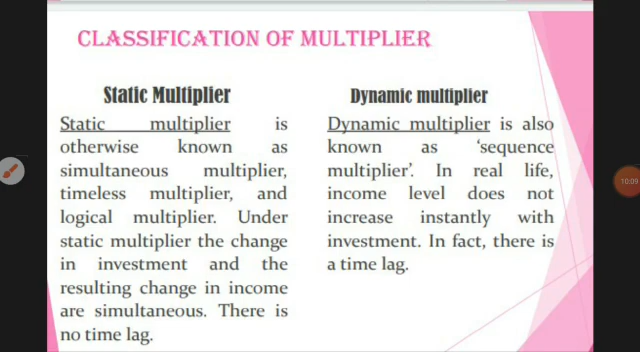 CLASSIFICATION OF MULTIPLIER
Static Multiplier
Static multiplier is
otherwise known as
simultaneous multiplier,
timeless multiplier, and
logical multiplier. Under
static multiplier the change
in investment and the
resulting change in income
are simultaneous. There is
no time lag.
Dynamic multiplier
Dynamic multiplier is also
known as ‘sequence
multiplier’. In real life,
income level does not
increase instantly with
investment. In fact, there is
a time lag.
10:09